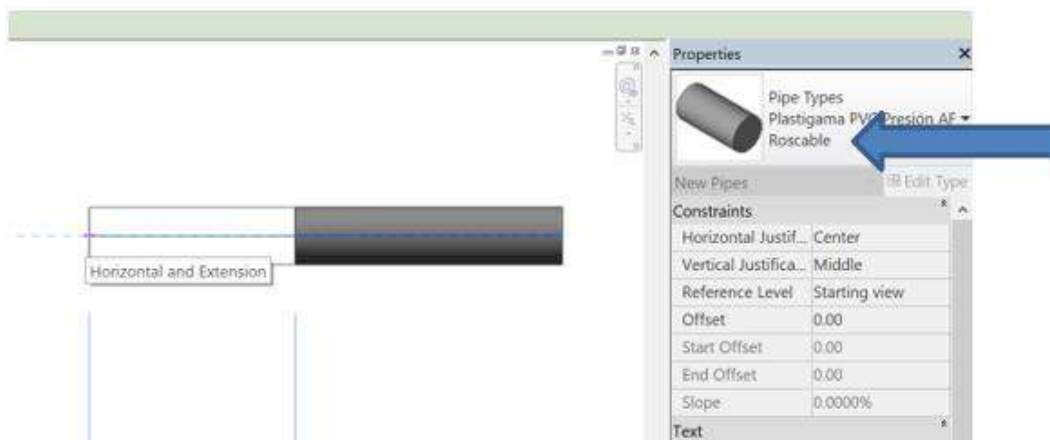 Properties
Pipe Types
Plastigama PVC Presión AF
Roscable
New Pipes
Edit Type
Constraints
Horizontal Justif... Center
Vertical Justifica... Middle
Reference Level Starting view
Offset 0.00
Start Offset 0.00
End Offset 0.00
Slope 0.0000%
Text
Horizontal and Extension